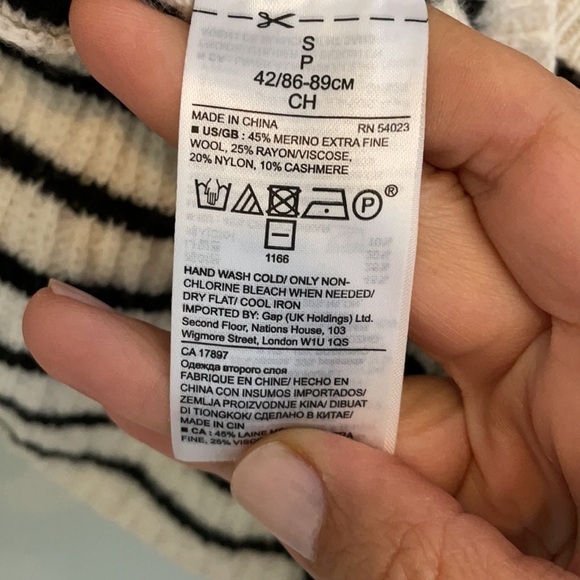 S
P
42/86-89CM
CH
MADE IN CHINA RN 54023
■ US/GB : 45% MERINO EXTRA FINE
WOOL, 25% RAYON/VISCOSE,
20% NYLON, 10% CASHMERE
P ®
1166
HAND WASH COLD/ ONLY NON-
CHLORINE BLEACH WHEN NEEDED/
DRY FLAT/ COOL IRON
IMPORTED BY: Gap (UK Holdings) Ltd.
Second Floor, Nations House, 103
Wigmore Street, London W1U 1QS
CA 17897
Одежда второго слоя
FABRIQUE EN CHINE/ HECHO EN
CHINA CON INSUMOS IMPORTADOS/
ZEMLJA PROIZVODNJE KINA/ DIBUAT
DI TIONGKOK/ СДЕЛАНО В КИТАЕ/
MADE IN CIN
■ CA : 45% LAINE
FINE, 25%